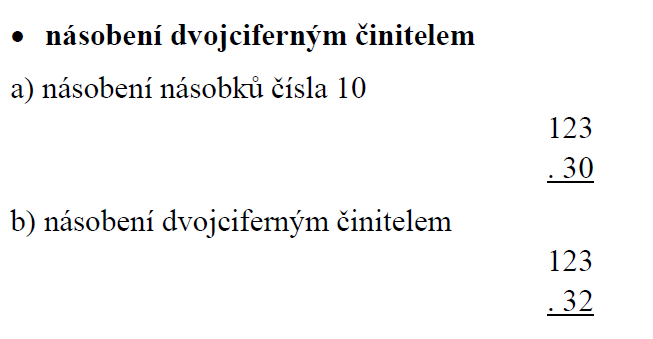 • násobení dvojciferným činitelem
a) násobení násobků čísla 10
123
. 30
b) násobení dvojciferným činitelem
123
. 32